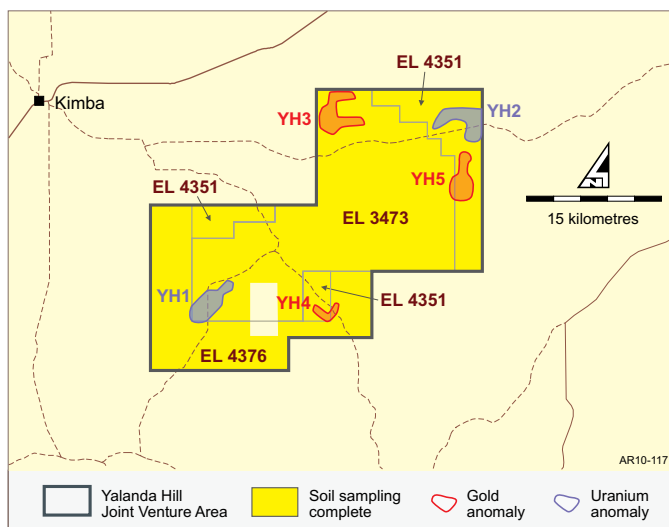 EL 4351
Kimba
YH3
YH2
YH5
EL 4351
15 kilometres
EL 3473
YH1
YH4
EL 4351
EL 4376
AR10-117
Yalanda Hill
Joint Venture Area
Soil sampling
complete
Gold
anomaly
Uranium
anomaly